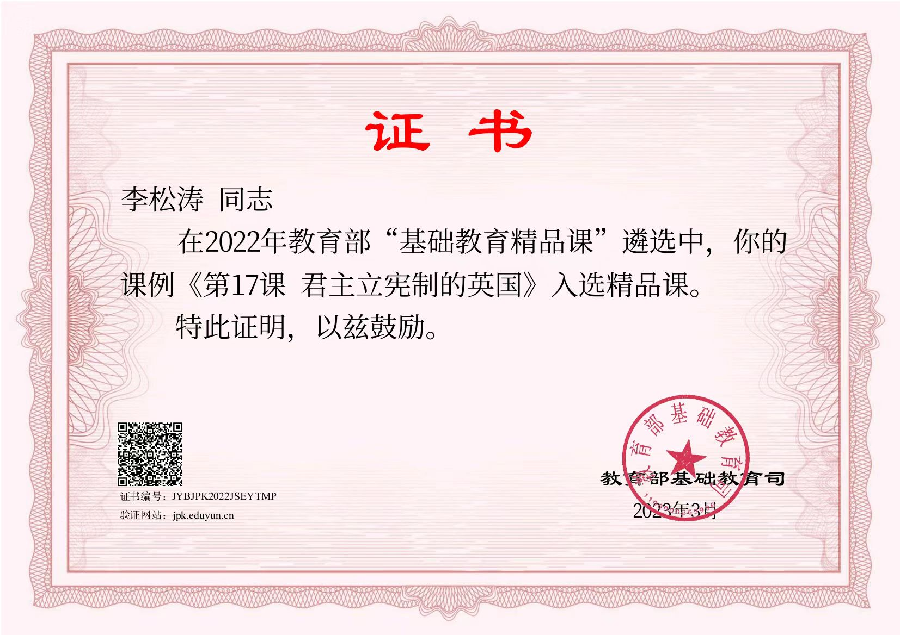 证 书
李松涛 同志
在2022年教育部“基础教育精品课”遴选中，你的
课例《第17课 君主立宪制的英国》入选精品课。
特此证明，以兹鼓励。
证书编号：JYBJPK2022JSEYTMP
验证网站：jpk.eduyun.cn
教育部基础教育司
教育部基础教育司
2023年3月